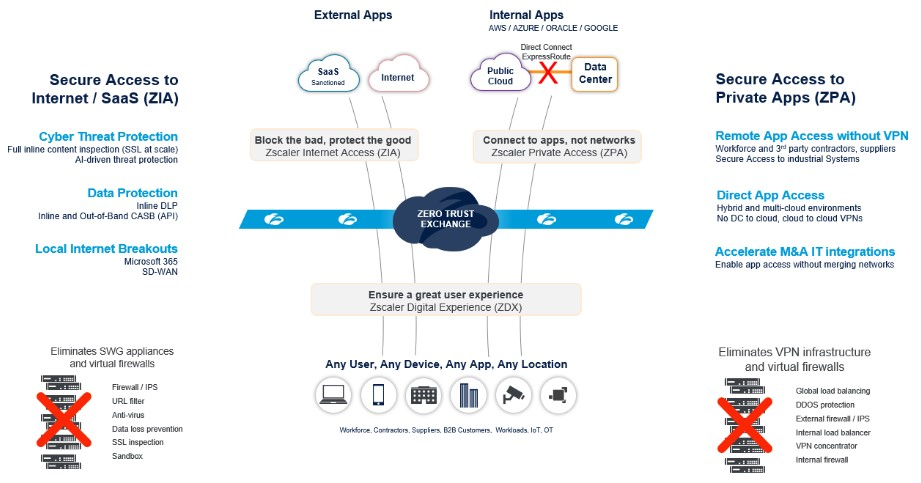 External Apps
Internal Apps
AWS / AZURE / ORACLE / GOOGLE
SaaS
Sanctioned
Internet
Public
Cloud
Direct Connect
ExpressRoute
Data
Center
Secure Access to
Internet / SaaS (ZIA)
Cyber Threat Protection
Full inline content inspection (SSL at scale)
AI-driven threat protection
Data Protection
Inline DLP
Inline and Out-of-Band CASB (API)
Local Internet Breakouts
Microsoft 365
SD-WAN
Block the bad, protect the good
Zscaler Internet Access (ZIA)
Connect to apps, not networks
Zscaler Private Access (ZPA)
ZERO TRUST
EXCHANGE
Ensure a great user experience
Zscaler Digital Experience (ZDX)
Any User, Any Device, Any App, Any Location
Workforce, Contractors, Suppliers, B2B Customers, Workloads, IoT, OT
Secure Access to
Private Apps (ZPA)
Remote App Access without VPN
Workforce and 3rd party contractors, suppliers
Secure Access to industrial Systems
Direct App Access
Hybrid and multi-cloud environments
No DC to cloud, cloud to cloud VPNs
Accelerate M&A IT integrations
Enable app access without merging networks
Eliminates SWG appliances
and virtual firewalls
Firewall / IPS
URL filter
Anti-virus
Data loss prevention
SSL inspection
Sandbox
Eliminates VPN infrastructure
and virtual firewalls
Global load balancing
DDOS protection
External firewall / IPS
Internal load balancer
VPN concentrator
Internal firewall